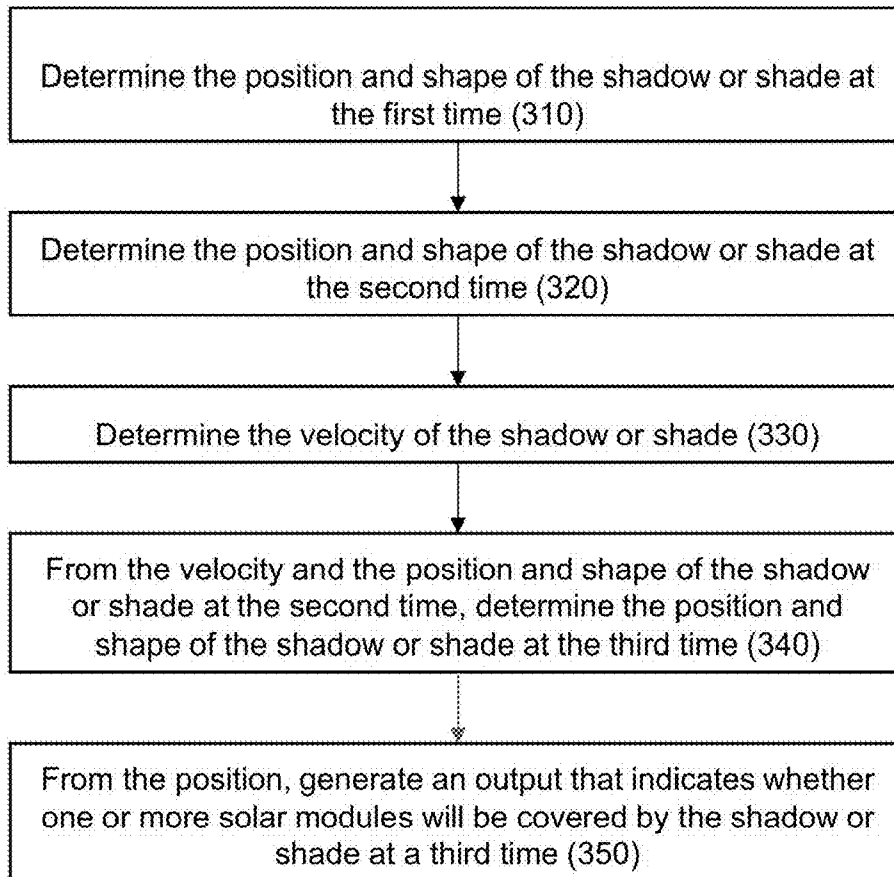 Determine the position and shape of the shadow or shade at
the first time (310)
Determine the position and shape of the shadow or shade at
the second time (320)
Determine the velocity of the shadow or shade (330)
From the velocity and the position and shape of the shadow
or shade at the second time, determine the position and
shape of the shadow or shade at the third time (340)
From the position, generate an output that indicates whether
one or more solar modules will be covered by the shadow or
shade at a third time (350)